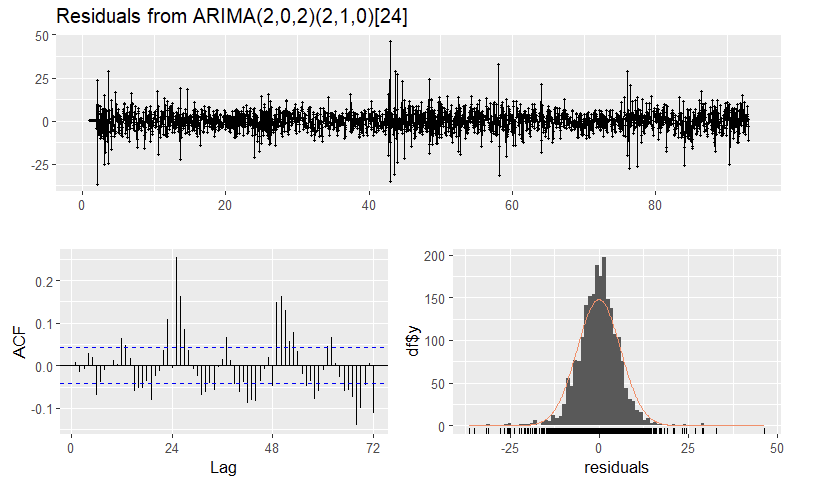 Residuals from ARIMA(2,0,2)(2,1,0)[24]
50
25
0
-25
0 20 40 60 80
ACF
0.2
0.1
0.0
-0.1
0 24 48 72
Lag
df$y
200
150
100
50
0
-25 0 25 50
residuals